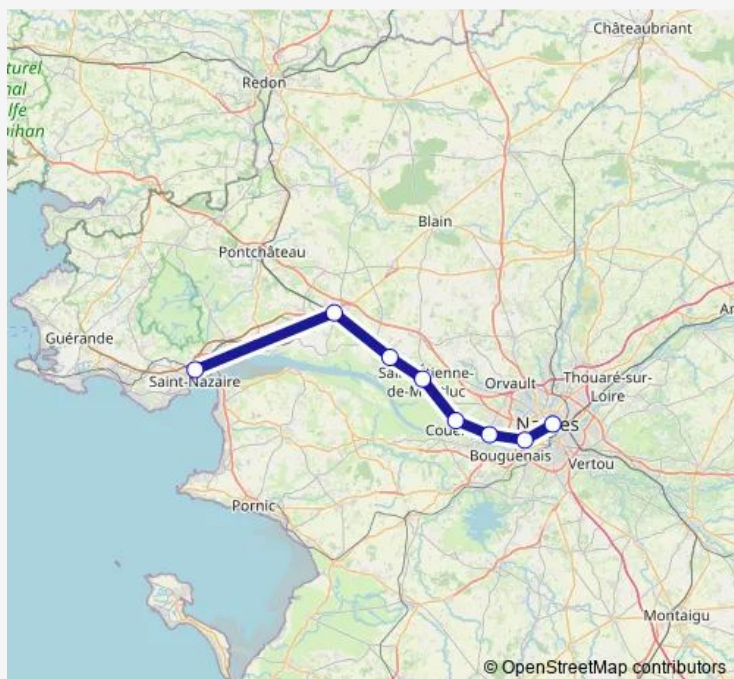 Châteaubriant
turel
Redon
nal
lfe
ihan
Blain
Pontchâteau
Guérande
Saint-Nazaire
Orvault
Thouaré-sur-
Loire
Bouguenais
Vertou
Pornic
Montaigu
© OpenStreetMap contributors